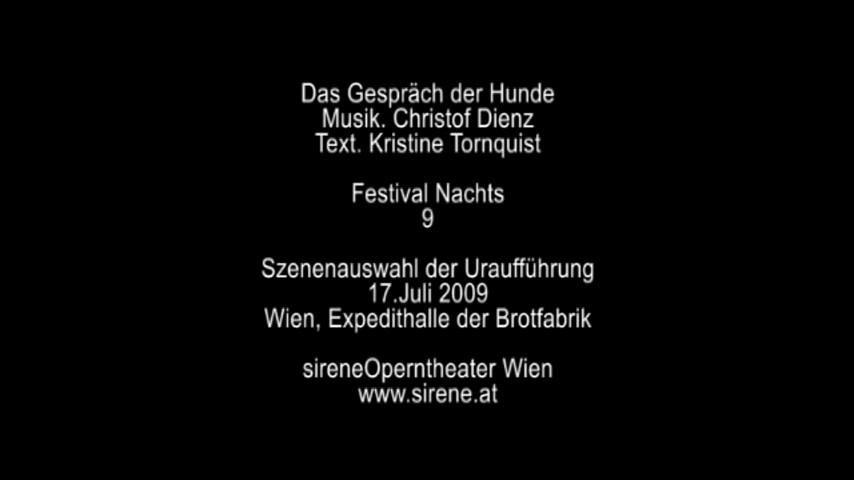 Das Gespräch der Hunde
Musik. Christof Dienz
Text. Kristine Tornquist
Festival Nachts
9
Szenenauswahl der Uraufführung
17.Juli 2009
Wien, Expedithalle der Brotfabrik
sireneOperntheater Wien
www.sirene.at